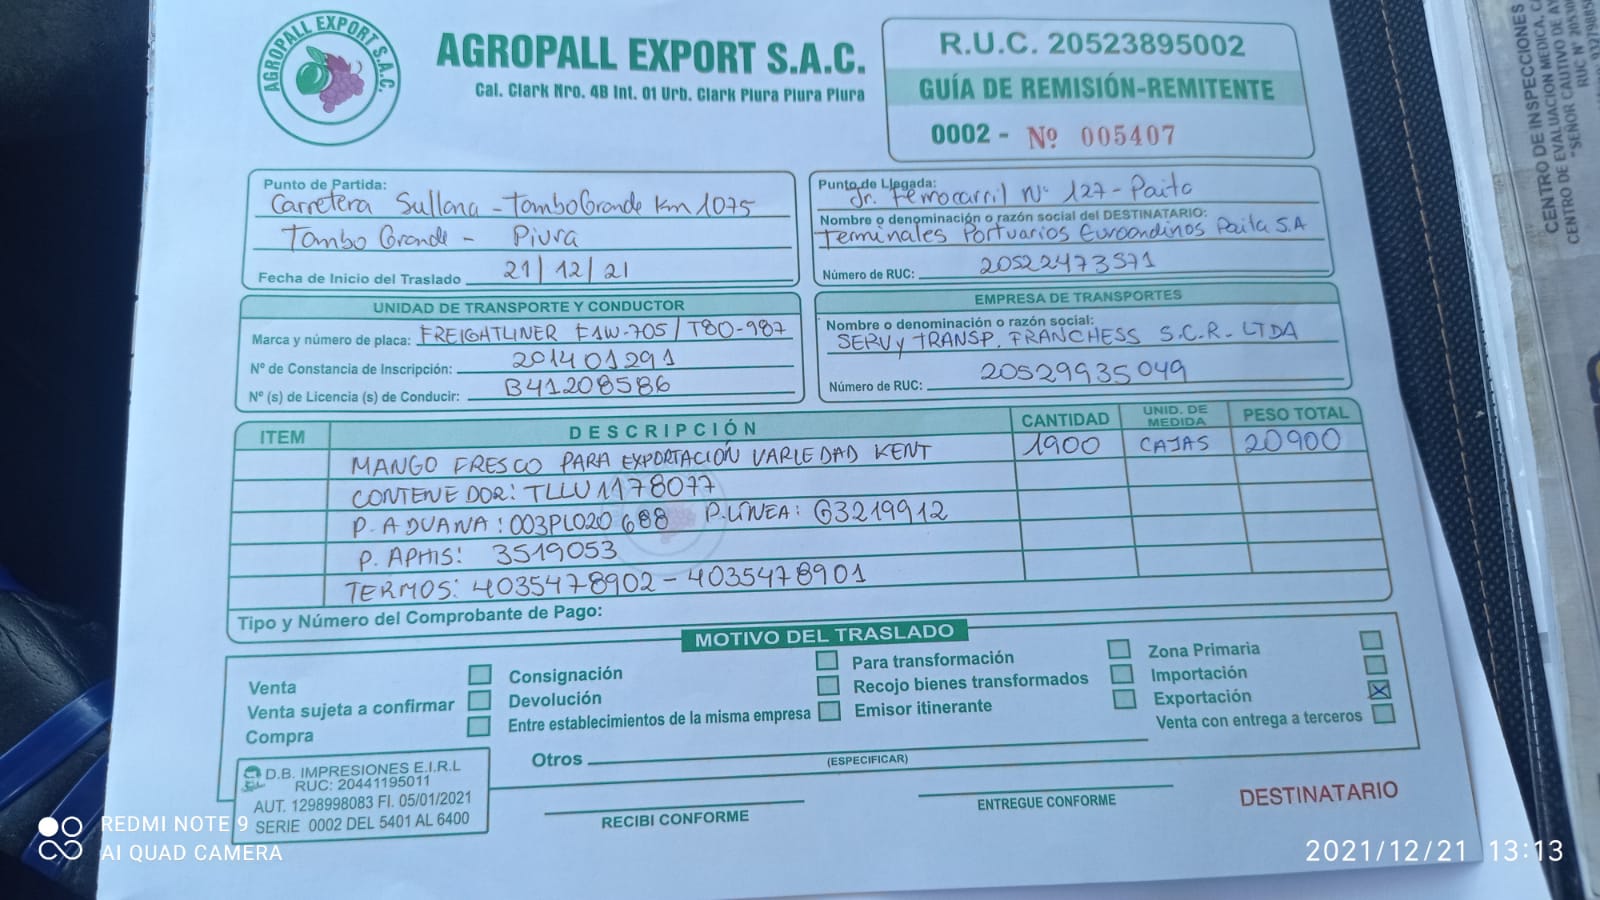 AGROPALL EXPORT S.A.C.
AGROPALL EXPORT S.A.C.
Cal. Clark Nro. 4B Int. 01 Urb. Clark Piura Piura Piura
R.U.C. 20523895002
GUÍA DE REMISIÓN-REMITENTE
0002 - Nº 005407
Punto de Partida:
Carretera Sullana - TamboGrande Km 1075
Tambo Grande - Piura
Fecha de Inicio del Traslado 21/12/21
Punto de Llegada:
Jr. Ferrocarril Nº 127 - Paita
Nombre o denominación o razón social del DESTINATARIO:
Terminales Portuarios Euroandinos Paita S.A
Número de RUC: 20522473571
UNIDAD DE TRANSPORTE Y CONDUCTOR
Marca y número de placa: FREIGHTLINER F1W-705/T80-987
Nº de Constancia de Inscripción: 201401291
Nº (s) de Licencia (s) de Conducir: B41208586
EMPRESA DE TRANSPORTES
Nombre o denominación o razón social:
SERV y TRANSP. FRANCHESS S.C.R. LTDA
Número de RUC: 20529935049
ITEM DESCRIPCIÓN CANTIDAD UNID. DE MEDIDA PESO TOTAL
MANGO FRESCO PARA EXPORTACIÓN VARIEDAD KENT 1900 CAJAS 20900
CONTENEDOR: TLLU1178077
P. ADUANA: 003PL020688 P.LÍNEA: G3219912
P. APHIS: 3519053
TERMOS: 4035478902 - 4035478901
Tipo y Número del Comprobante de Pago:
MOTIVO DEL TRASLADO
Venta
Venta sujeta a confirmar
Compra
Consignación
Devolución
Entre establecimientos de la misma empresa
Para transformación
Recojo bienes transformados
Emisor itinerante
Zona Primaria
Importación
Exportación X
Venta con entrega a terceros
Otros
(ESPECIFICAR)
D.B. IMPRESIONES E.I.R.L
RUC: 20441195011
AUT. 1298998083 FI. 05/01/2021
SERIE 0002 DEL 5401 AL 6400
RECIBI CONFORME
ENTREGUE CONFORME
DESTINATARIO
REDMI NOTE 9
AI QUAD CAMERA
2021/12/21 13:13
CENTRO DE INSPECCIONES
"SEÑOR CAUTIVO DE